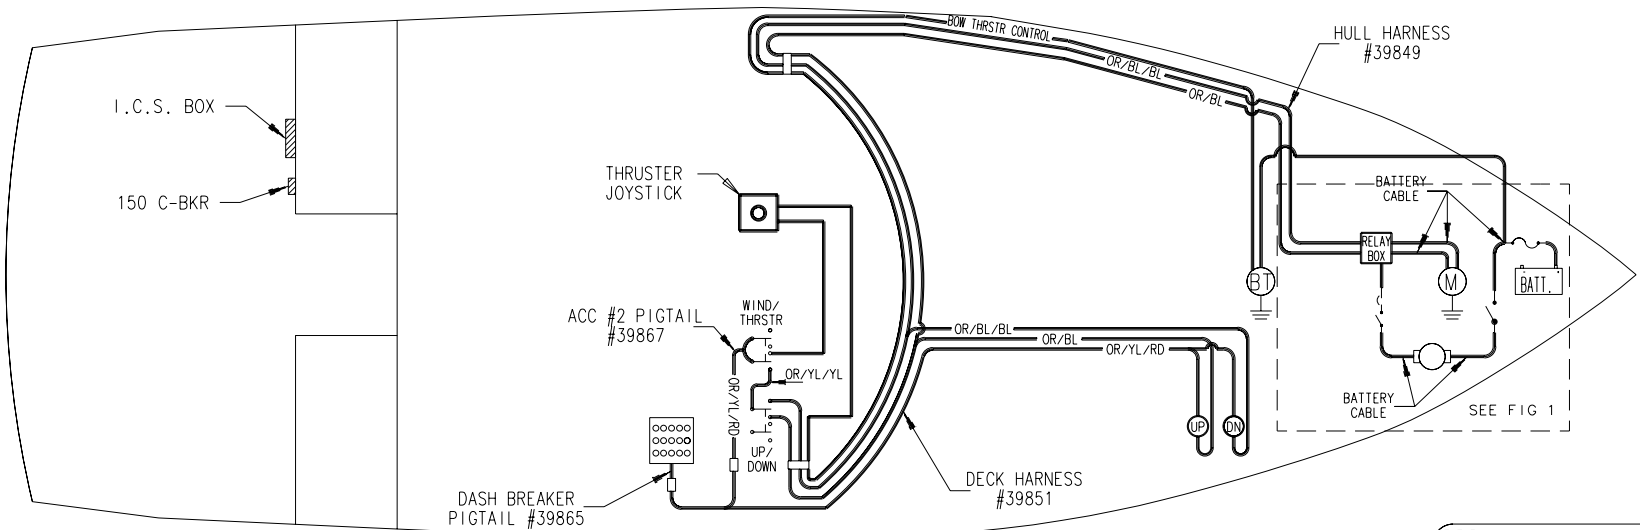 BOW THRSTR CONTROL
HULL HARNESS
#39849
OR/BL/BL
OR/BL
I.C.S. BOX
150 C-BKR
THRUSTER
JOYSTICK
BATTERY
CABLE
RELAY
BOX
BT
M
BATT.
WIND/
THRSTR
ACC #2 PIGTAIL
#39867
OR/BL/BL
OR/BL
OR/YL/RD
OR/YL/YL
OR/YL/RD
BATTERY
CABLE
SEE FIG 1
UP
DN
UP/
DOWN
DECK HARNESS
#39851
DASH BREAKER
PIGTAIL #39865